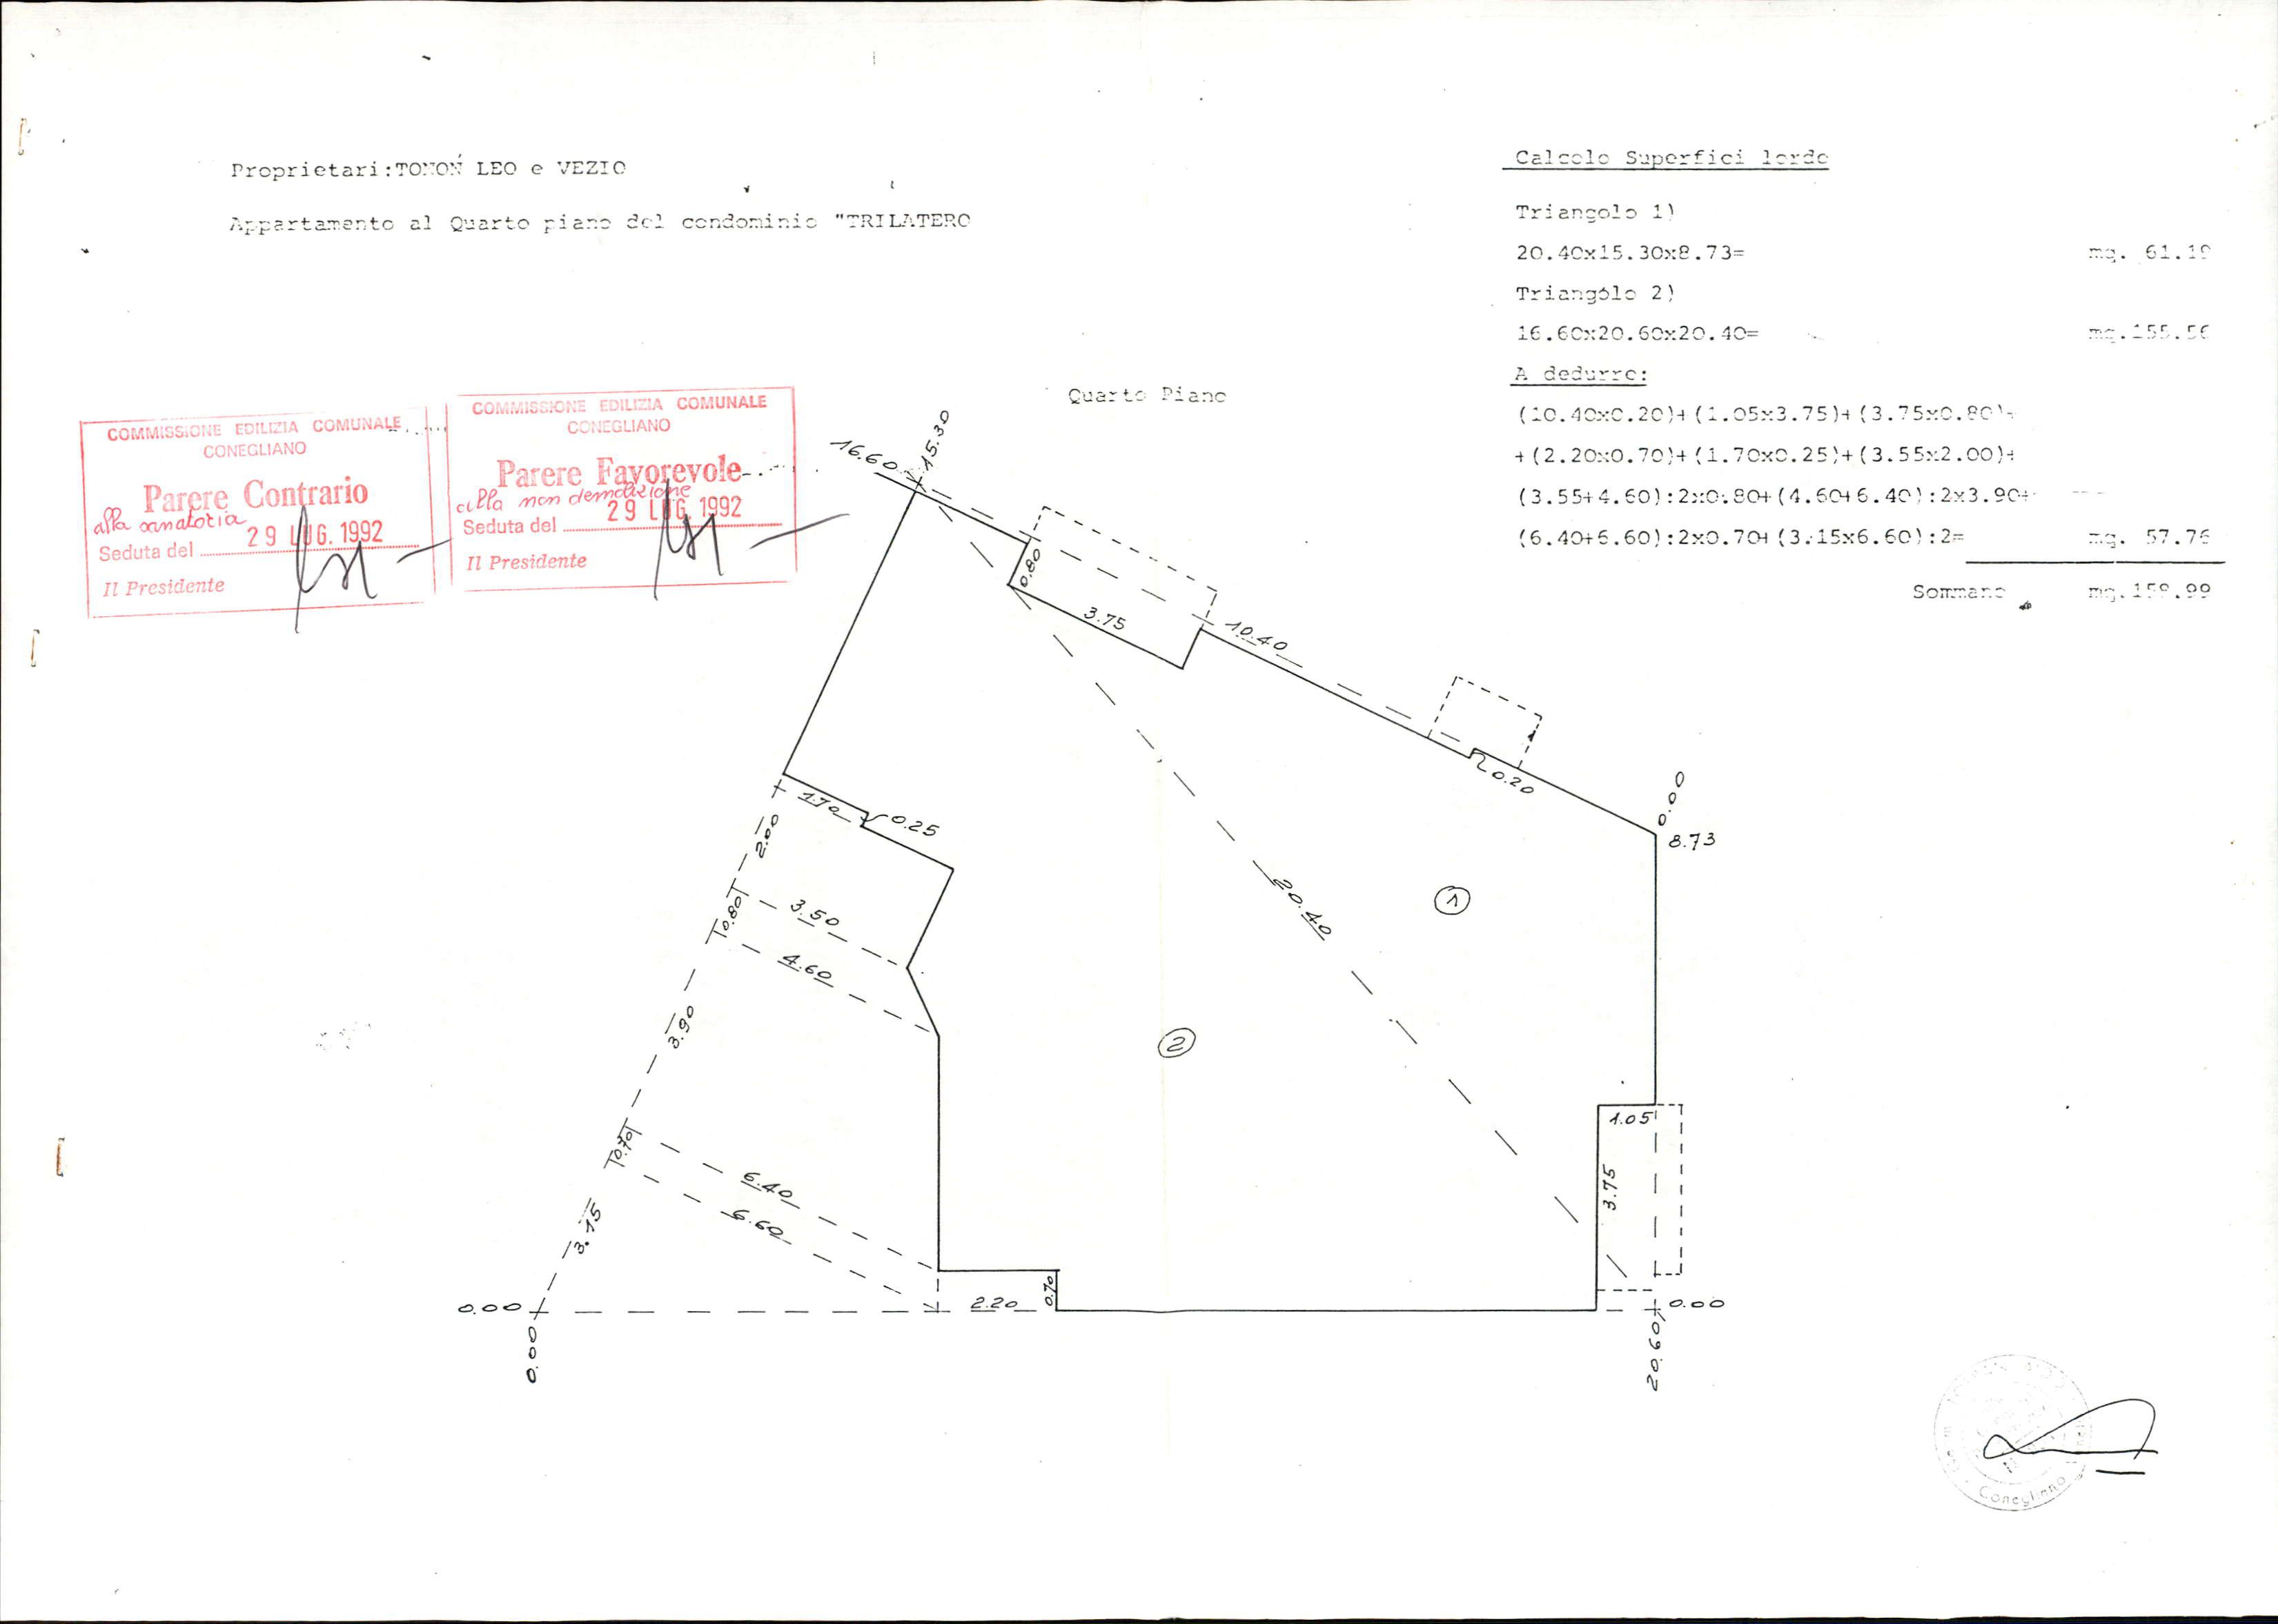 Proprietari:TONON LEO e VEZIO
Appartamento al Quarto piano del condominio "TRILATERO
Calcolo Superfici lorde
Triangolo 1)
20.40x15.30x8.73= mq. 61.19
Triangolo 2)
16.60x20.60x20.40= mq.155.56
A dedurre:
(10.40x0.20)+(1.05x3.75)+(3.75x0.80)+
+(2.20x0.70)+(1.70x0.25)+(3.55x2.00)+
(3.55+4.60):2x0.80+(4.60+6.40):2x3.90+
(6.40+6.60):2x0.70+(3.15x6.60):2= mq. 57.76
Sommano mq.158.99
Quarto Piano
COMMISSIONE EDILIZIA COMUNALE
CONEGLIANO
Parere Contrario
alla sanatoria
Seduta del 29 LUG. 1992
Il Presidente
COMMISSIONE EDILIZIA COMUNALE
CONEGLIANO
Parere Favorevole
alla non demolizione
Seduta del 29 LUG. 1992
Il Presidente
16.60
15.30
0.80
3.75
10.40
0.20
0.00
8.73
1.70
0.25
2.00
0.80
3.50
4.60
20.40
1
3.90
2
1.05
3.75
0.70
6.40
6.60
3.15
0.00
2.20
0.70
0.00
0.00
20.60
Conegliano